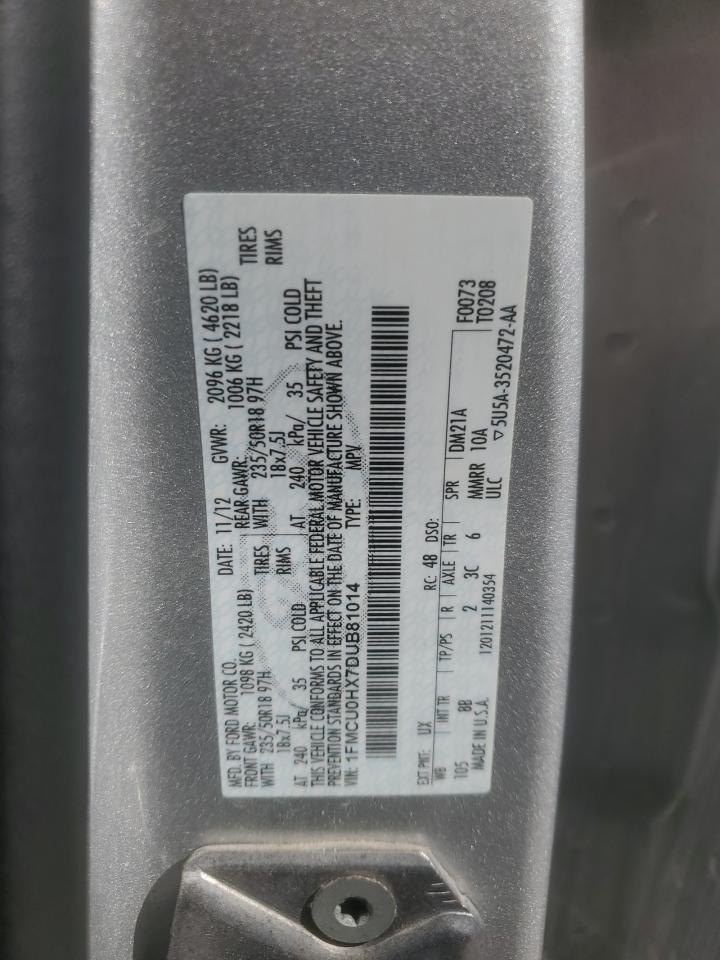 MFD. BY FORD MOTOR CO.
DATE: 11/12 GVWR: 2096 KG ( 4620 LB)
FRONT GAWR: 1098 KG ( 2420 LB) REAR GAWR: 1006 KG ( 2218 LB)
WITH 235/50R18 97H TIRES WITH 235/50R18 97H TIRES
18x7.5J RIMS 18x7.5J RIMS
AT 240 kPa/ 35 PSI COLD AT 240 kPa/ 35 PSI COLD
THIS VEHICLE CONFORMS TO ALL APPLICABLE FEDERAL MOTOR VEHICLE SAFETY AND THEFT
PREVENTION STANDARDS IN EFFECT ON THE DATE OF MANUFACTURE SHOWN ABOVE.
VIN: 1FMCU0HX7DUB81014 TYPE: MPV
F0073
T0208
EXT PNT: UX RC: 48 DSO:
WB INT TR TP/PS R AXLE TR SPR DM21A
105 8B 2 3C 6 MMRR 10A
MADE IN U.S.A. 1201211140354 ULC ▽5U5A-3520472-AA